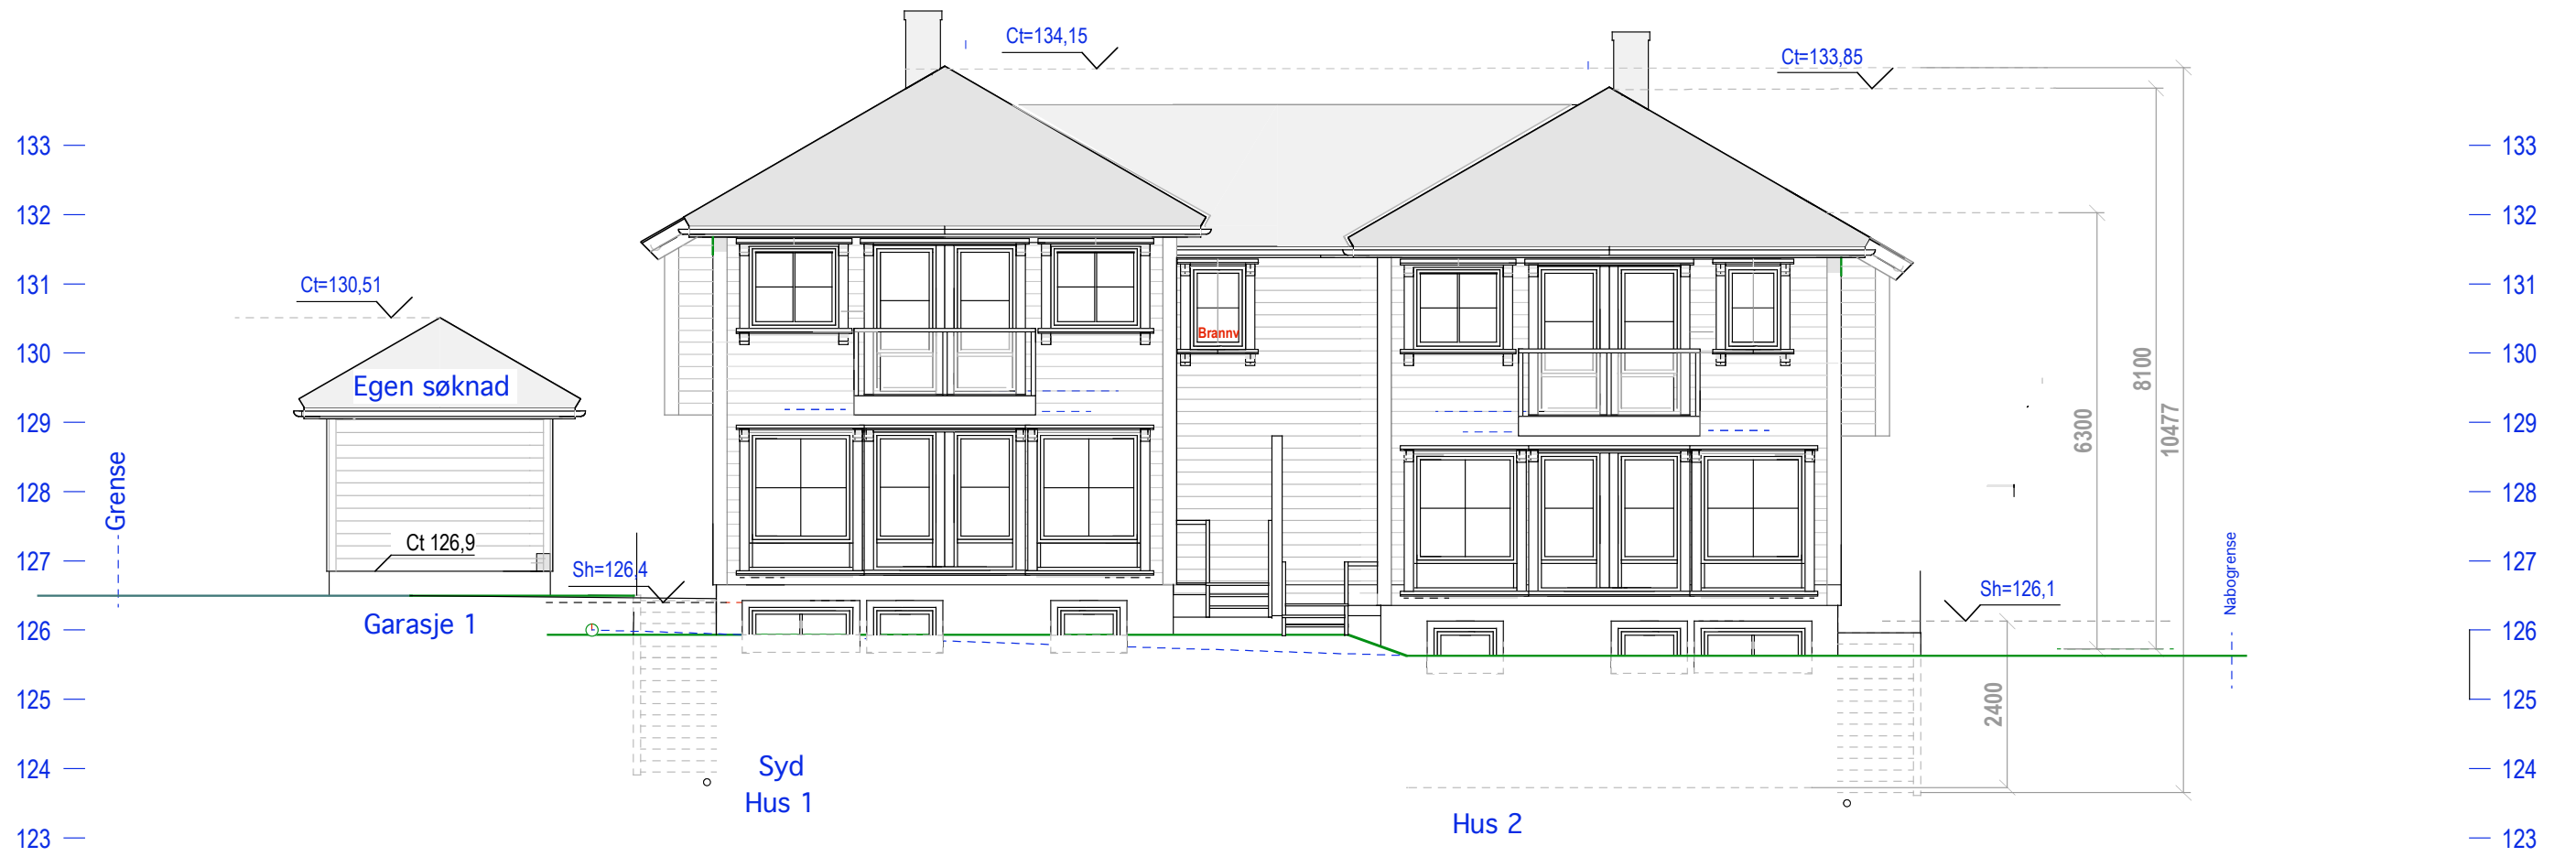 Ct=134,15
Ct=133,85
133
133
132
132
131
131
Ct=130,51
130
Brannv
130
Egen søknad
8100
129
6300
10477
129
Grense
128
128
Ct 126,9
127
127
Sh=126,4
Sh=126,1
Nabogrense
Garasje 1
126
126
125
2400
125
124
Syd
124
Hus 1
Hus 2
123
123